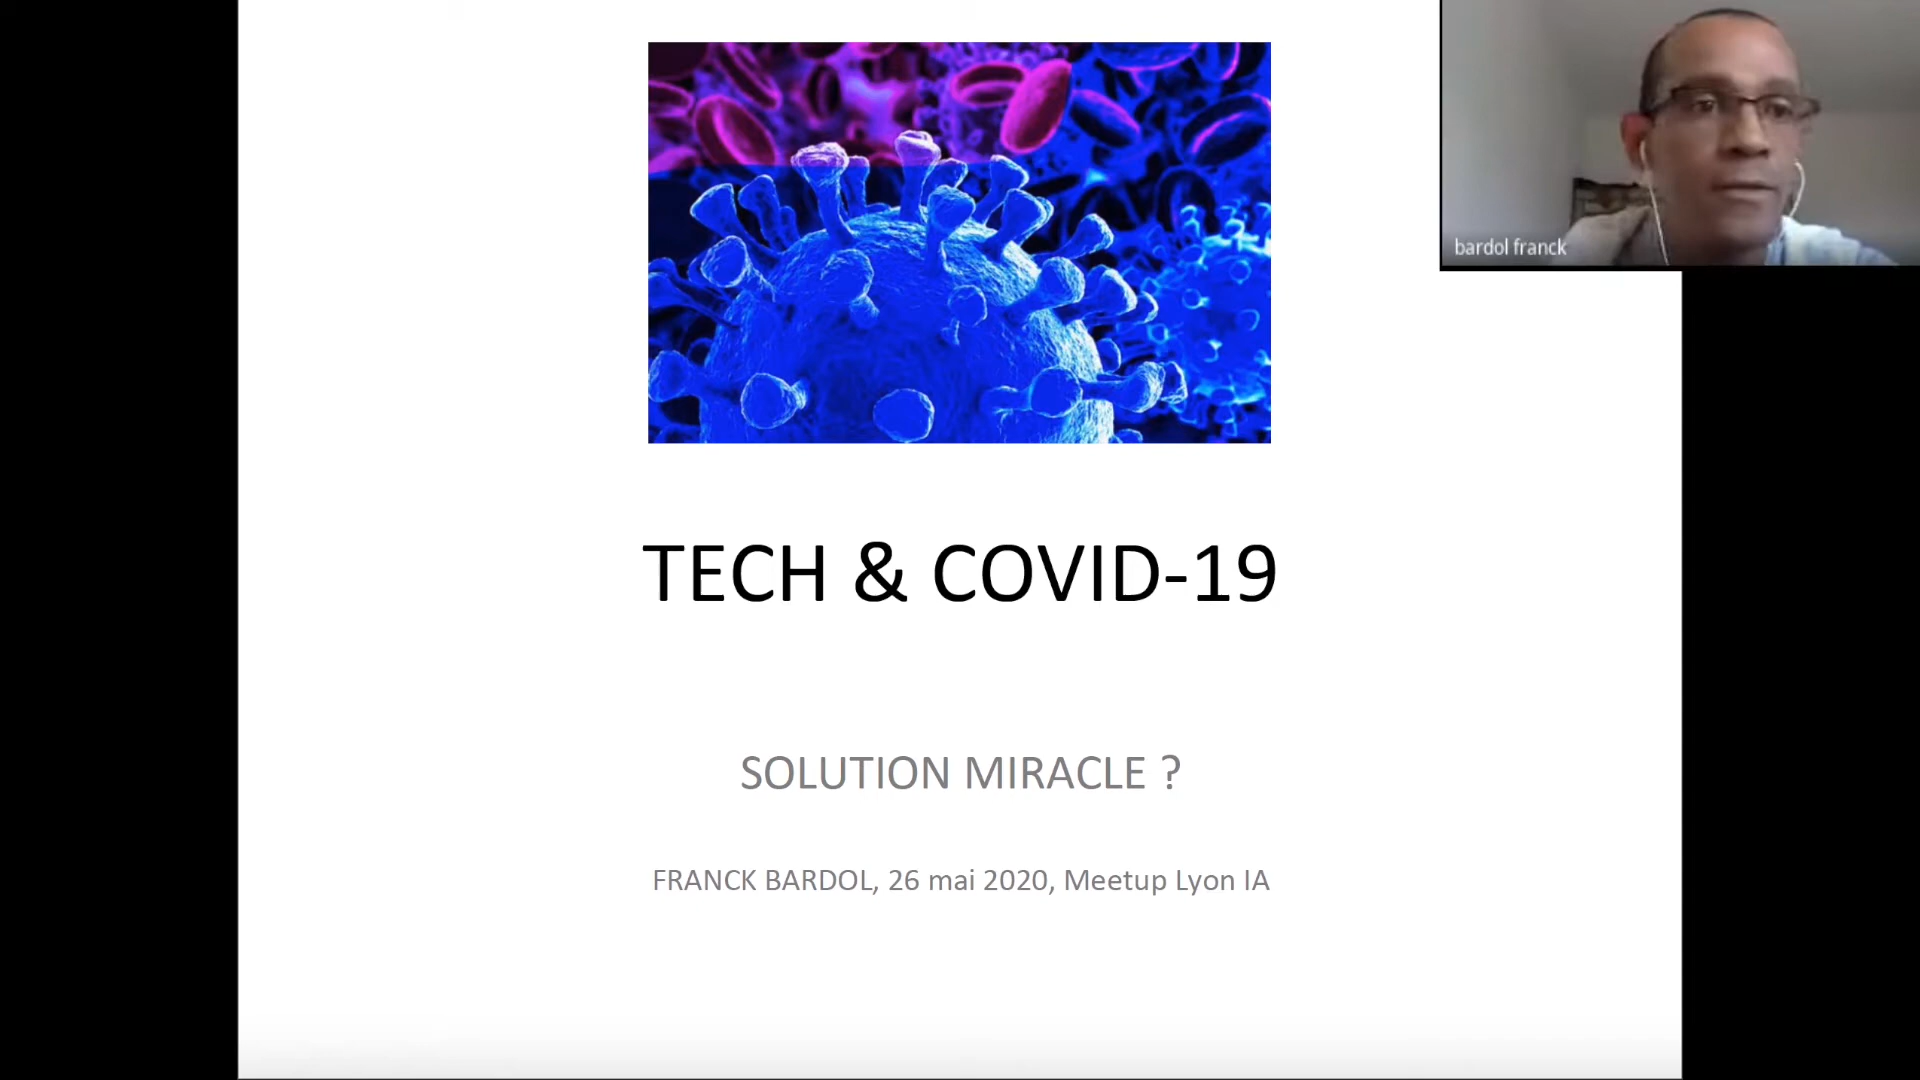 bardol franck
TECH & COVID-19
SOLUTION MIRACLE ?
FRANCK BARDOL, 26 mai 2020, Meetup Lyon IA